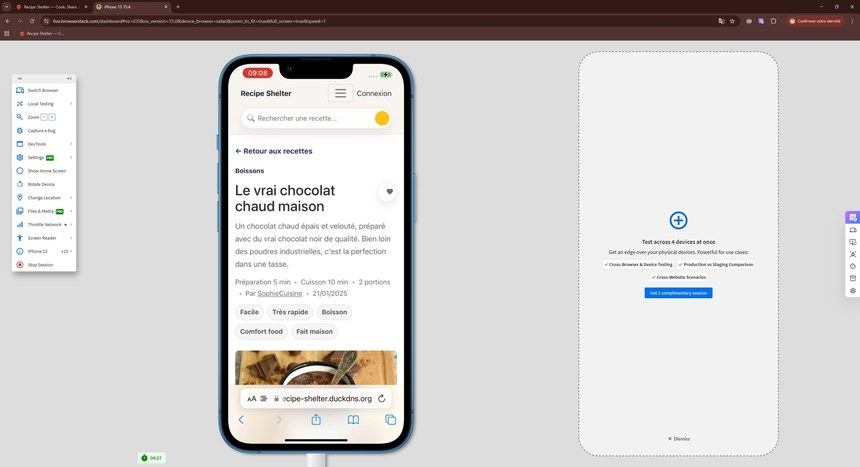 Recipe Shelter — Cook, Share,
iPhone 13 15.4
live.browserstack.com/dashboard#os=iOS&os_version=15.0&device_browser=safari&zoom_to_fit=true&full_screen=true&speed=1
Confirmer votre identité
Recipe Shelter — C...
Switch Browser
Local Testing
Zoom
Capture a bug
DevTools
Settings PRO
Show Home Screen
Rotate Device
Change Location
Files & Media PRO
Throttle Network
Screen Reader
iPhone 13 v15
Stop Session
09:08
Recipe Shelter
Connexion
Rechercher une recette...
← Retour aux recettes
Boissons
Le vrai chocolat
chaud maison
Un chocolat chaud épais et velouté, préparé
avec du vrai chocolat noir de qualité. Bien loin
des poudres industrielles, c'est la perfection
dans une tasse.
Préparation 5 min • Cuisson 10 min • 2 portions
• Par SophieCuisine • 21/01/2025
Facile Très rapide Boisson
Comfort food Fait maison
AA ecipe-shelter.duckdns.org
Test across 4 devices at once
Get an edge over your physical devices. Powerful for use cases:
✓ Cross-Browser & Device Testing ✓ Production vs Staging Comparison
✓ Cross-Website Scenarios
Get 1 complimentary session
✕ Dismiss